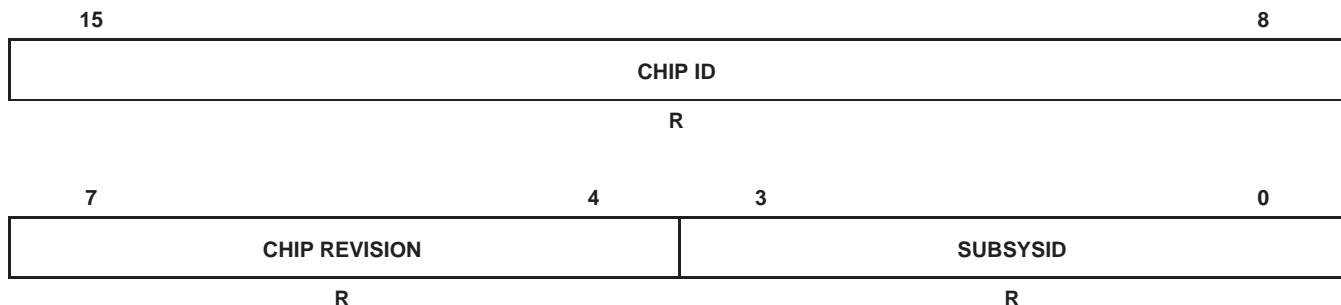 15 8
CHIP ID
R
7 4 3 0
CHIP REVISION SUBSYSID
R R